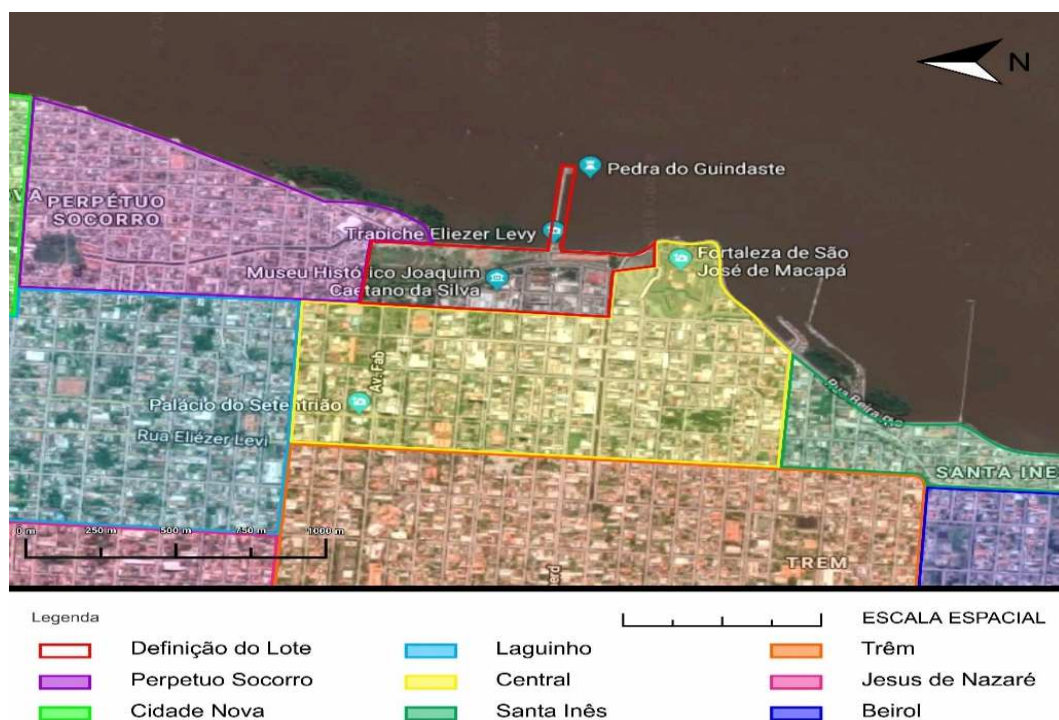 N
Pedra do Guindaste
VA
PERPÉTUO
SOCORRO
Trapiche Eliezer Levy
Fortaleza de São
José de Macapá
Museu Histórico Joaquim
Caetano da Silva
Av. Fab
Palácio do Setentrião
Rua Eliézer Levi
SANTA INE
0 m 250 m 500 m 750 m 1000 m
TREM
Legenda
ESCALA ESPACIAL
Definição do Lote
Laguinho
Trêm
Perpetuo Socorro
Central
Jesus de Nazaré
Cidade Nova
Santa Inês
Beirol